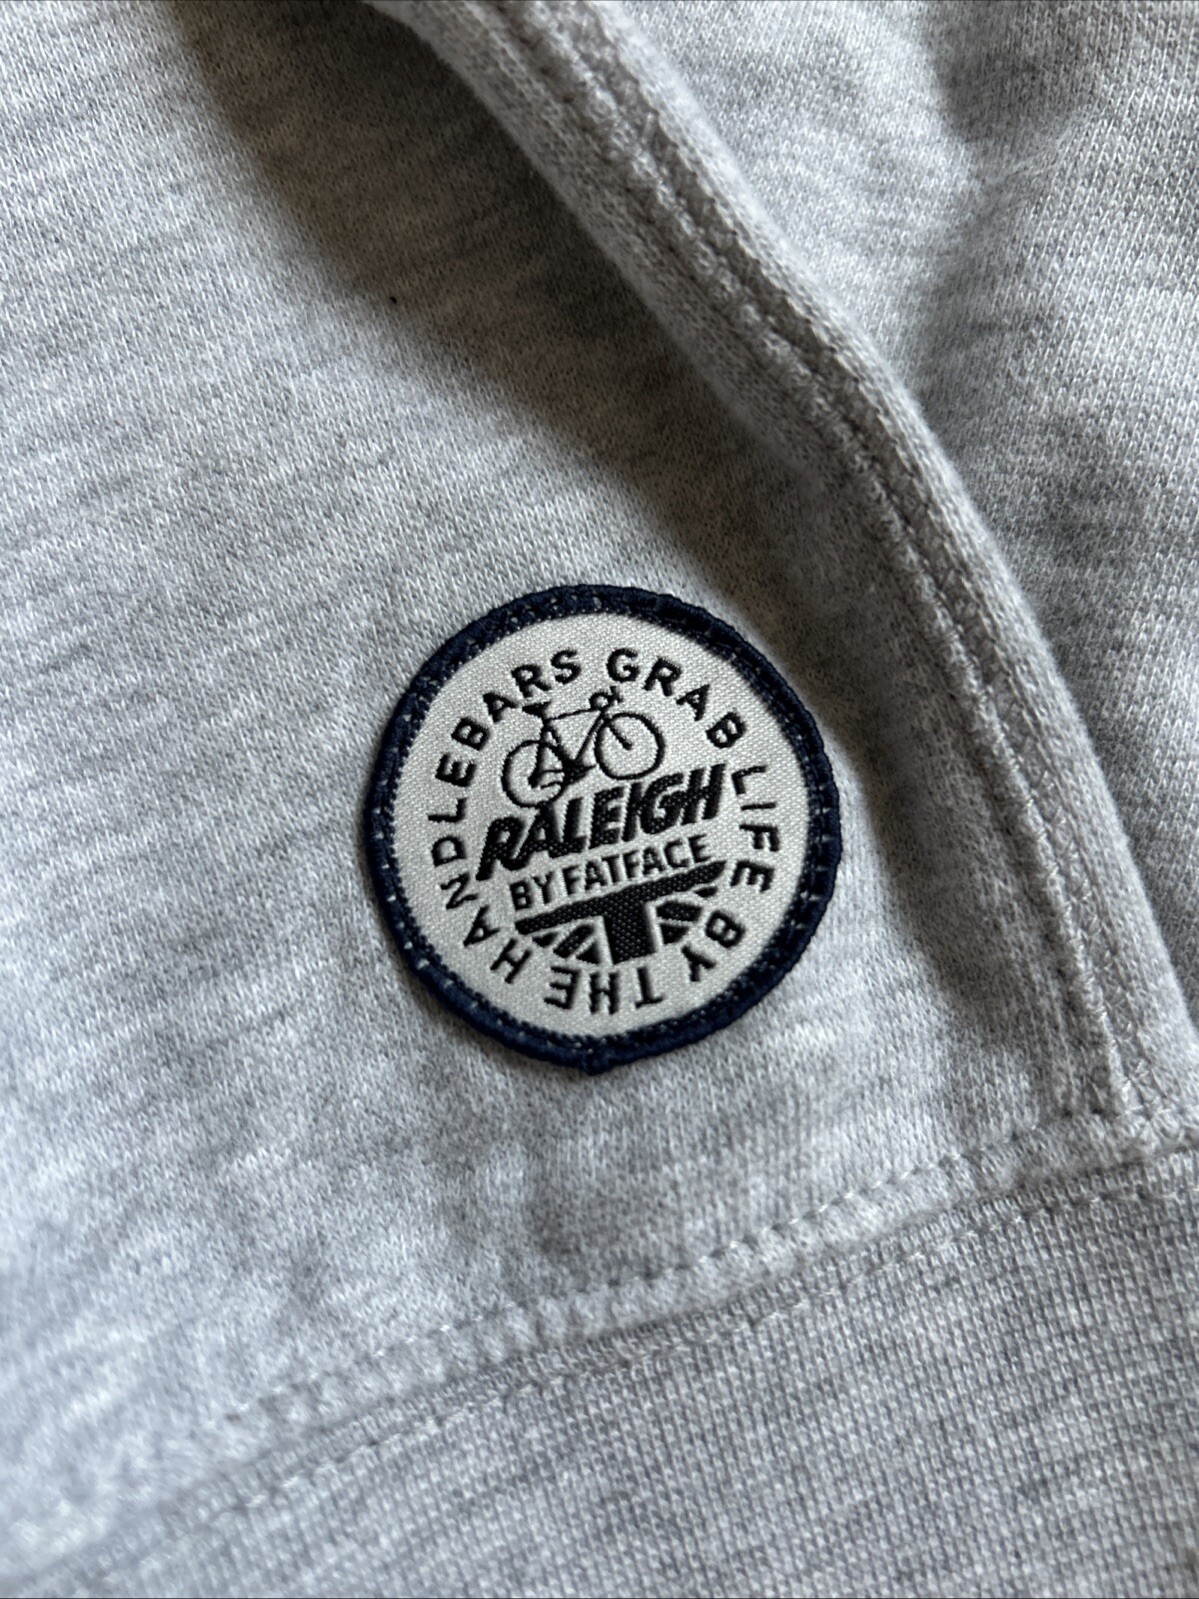 GRAB LIFE BY THE HANDLEBARS
RALEIGH
BY FATFACE